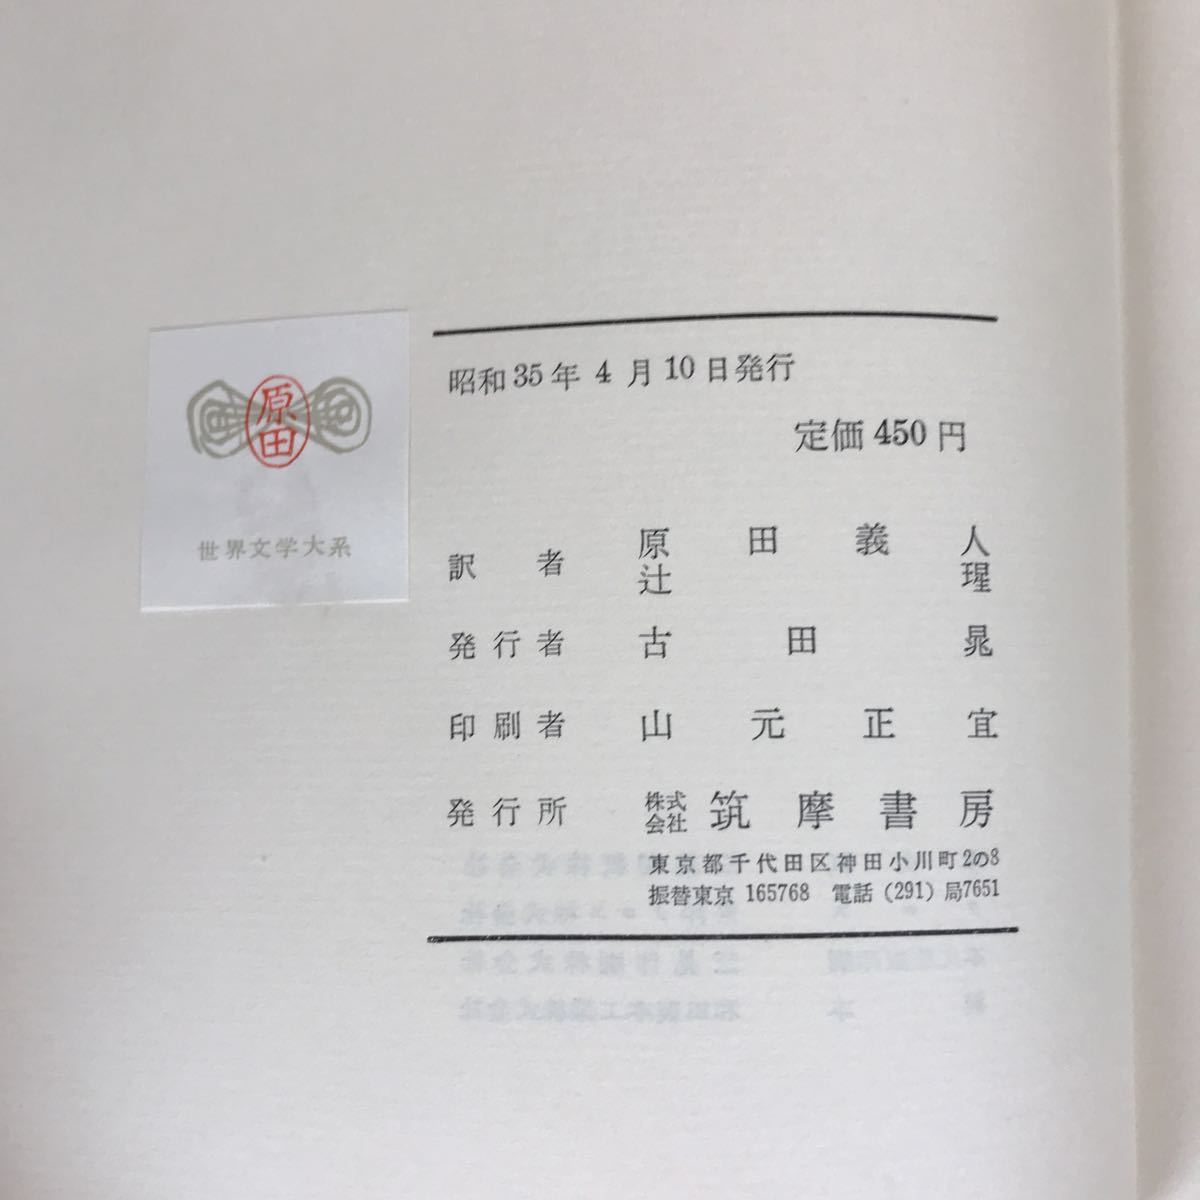 昭和35年4月10日発行
定価450円
原田
世界文学大系
訳者 原田義人
辻瑆
発行者 古田晁
印刷者 山元正宜
発行所 株式会社 筑摩書房
東京都千代田区神田小川町2の8
振替東京 165768 電話(291)局7651